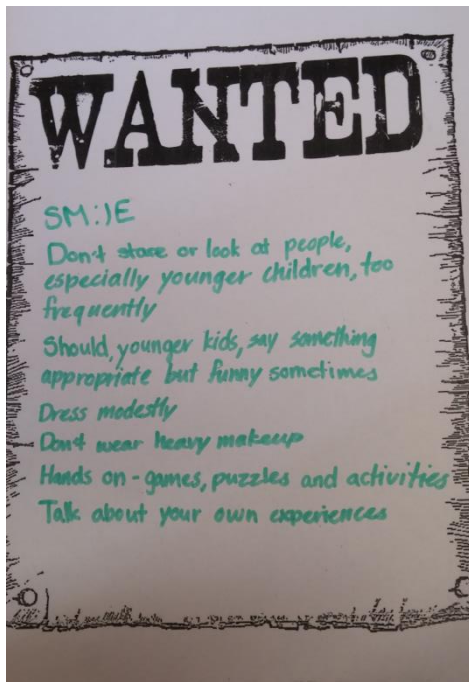 WANTED
SM:)E
Don't stare or look at people,
especially younger children, too
frequently
Should, younger kids, say something
appropriate but funny sometimes
Dress modestly
Don't wear heavy makeup
Hands on - games, puzzles and activities
Talk about your own experiences